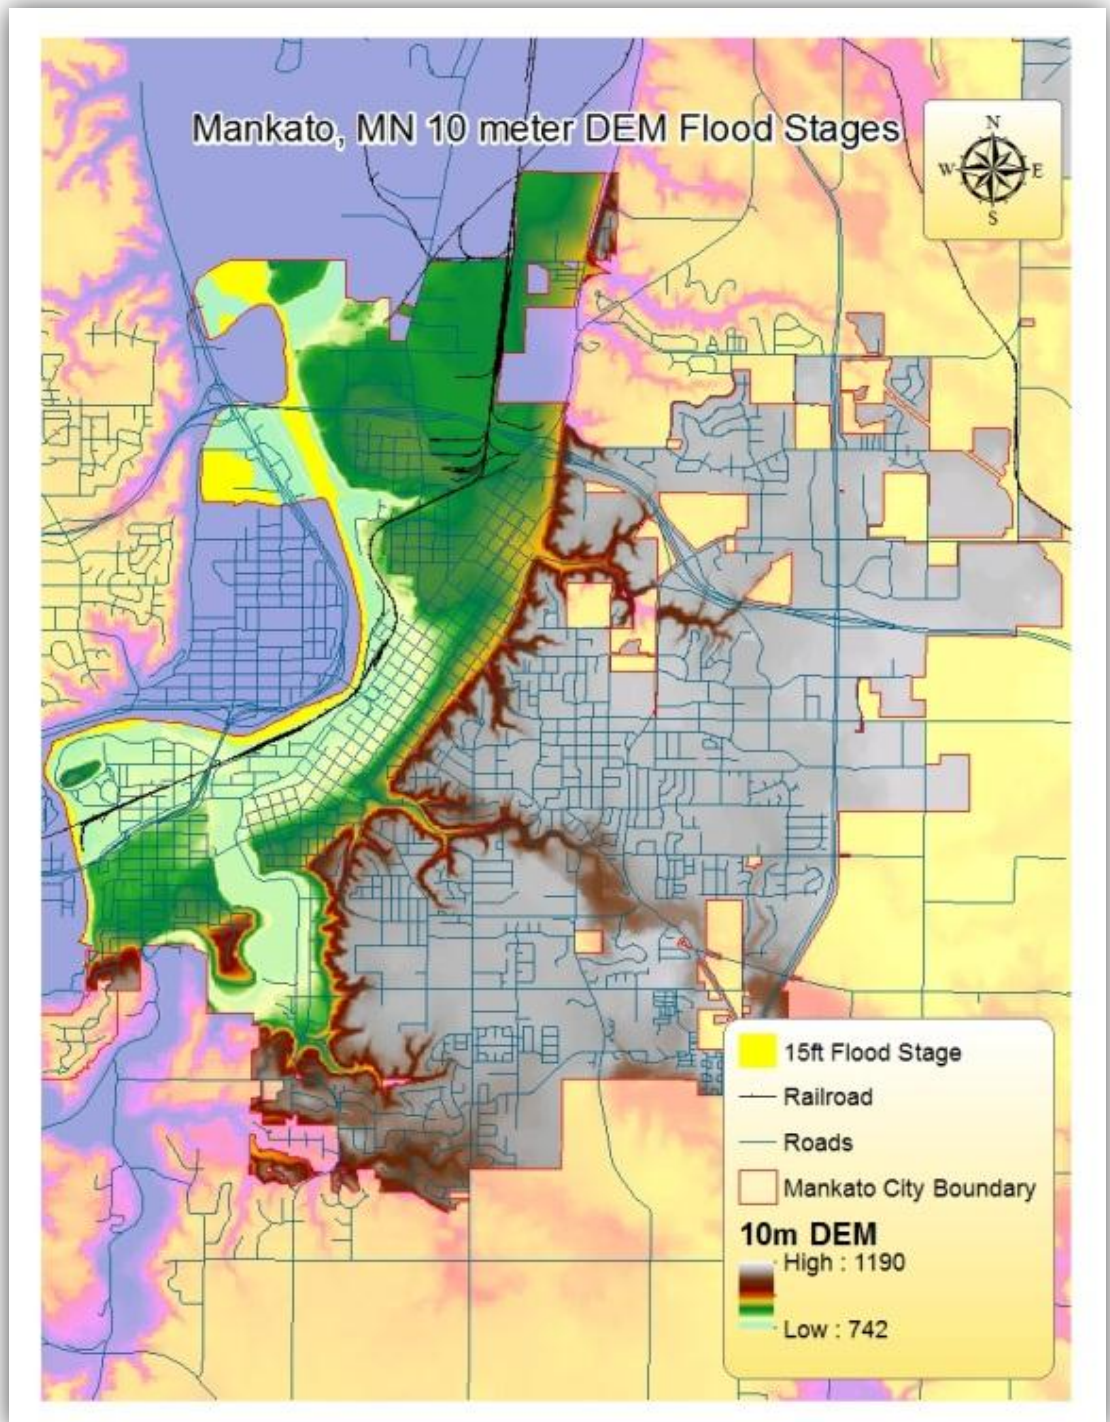 Mankato, MN 10 meter DEM Flood Stages
N
W E
S
15ft Flood Stage
Railroad
Roads
Mankato City Boundary
10m DEM
High : 1190
Low : 742